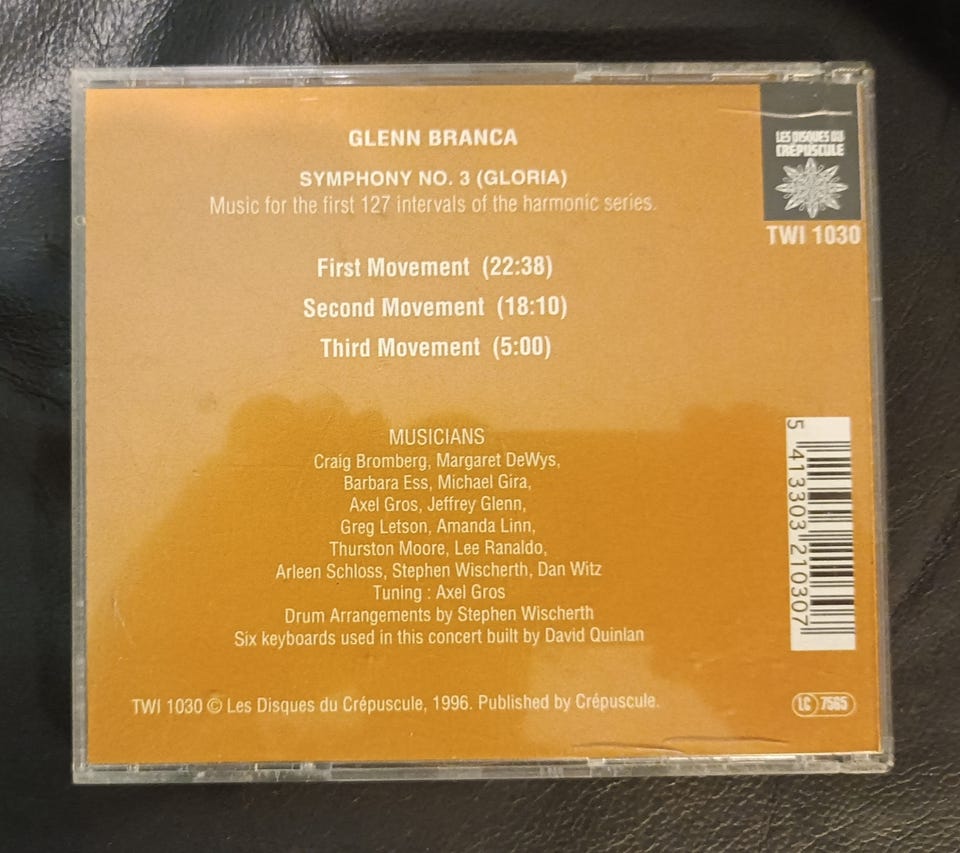 GLENN BRANCA
SYMPHONY NO. 3 (GLORIA)
Music for the first 127 intervals of the harmonic series.
LES DISQUES DU
CRÉPUSCULE
TWI 1030
First Movement (22:38)
Second Movement (18:10)
Third Movement (5:00)
MUSICIANS
Craig Bromberg, Margaret DeWys,
Barbara Ess, Michael Gira,
Axel Gros, Jeffrey Glenn,
Greg Letson, Amanda Linn,
Thurston Moore, Lee Ranaldo,
Arleen Schloss, Stephen Wischerth, Dan Witz
Tuning : Axel Gros
Drum Arrangements by Stephen Wischerth
Six keyboards used in this concert built by David Quinlan
5 413303 210307
TWI 1030 © Les Disques du Crépuscule, 1996. Published by Crépuscule.
LC 7565